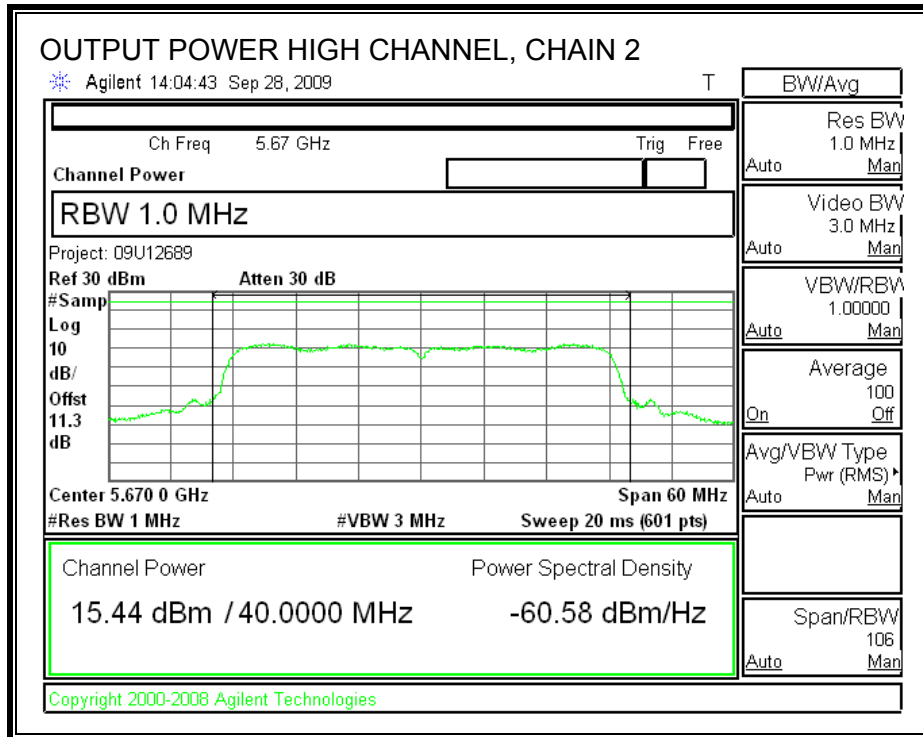 OUTPUT POWER HIGH CHANNEL, CHAIN 2
Agilent 14:04:43 Sep 28, 2009 T
BW/Avg
Ch Freq 5.67 GHz Trig Free
Channel Power
RBW 1.0 MHz
Project: 09U12689
Ref 30 dBm Atten 30 dB
#Samp
Log
10
dB/
Offst
11.3
dB
Center 5.670 0 GHz Span 60 MHz
#Res BW 1 MHz #VBW 3 MHz Sweep 20 ms (601 pts)
Channel Power Power Spectral Density
15.44 dBm / 40.0000 MHz -60.58 dBm/Hz
Copyright 2000-2008 Agilent Technologies
Res BW
1.0 MHz
Auto Man
Video BW
3.0 MHz
Auto Man
VBW/RBW
1.00000
Auto Man
Average
100
On Off
Avg/VBW Type
Pwr (RMS)
Auto Man
Span/RBW
106
Auto Man